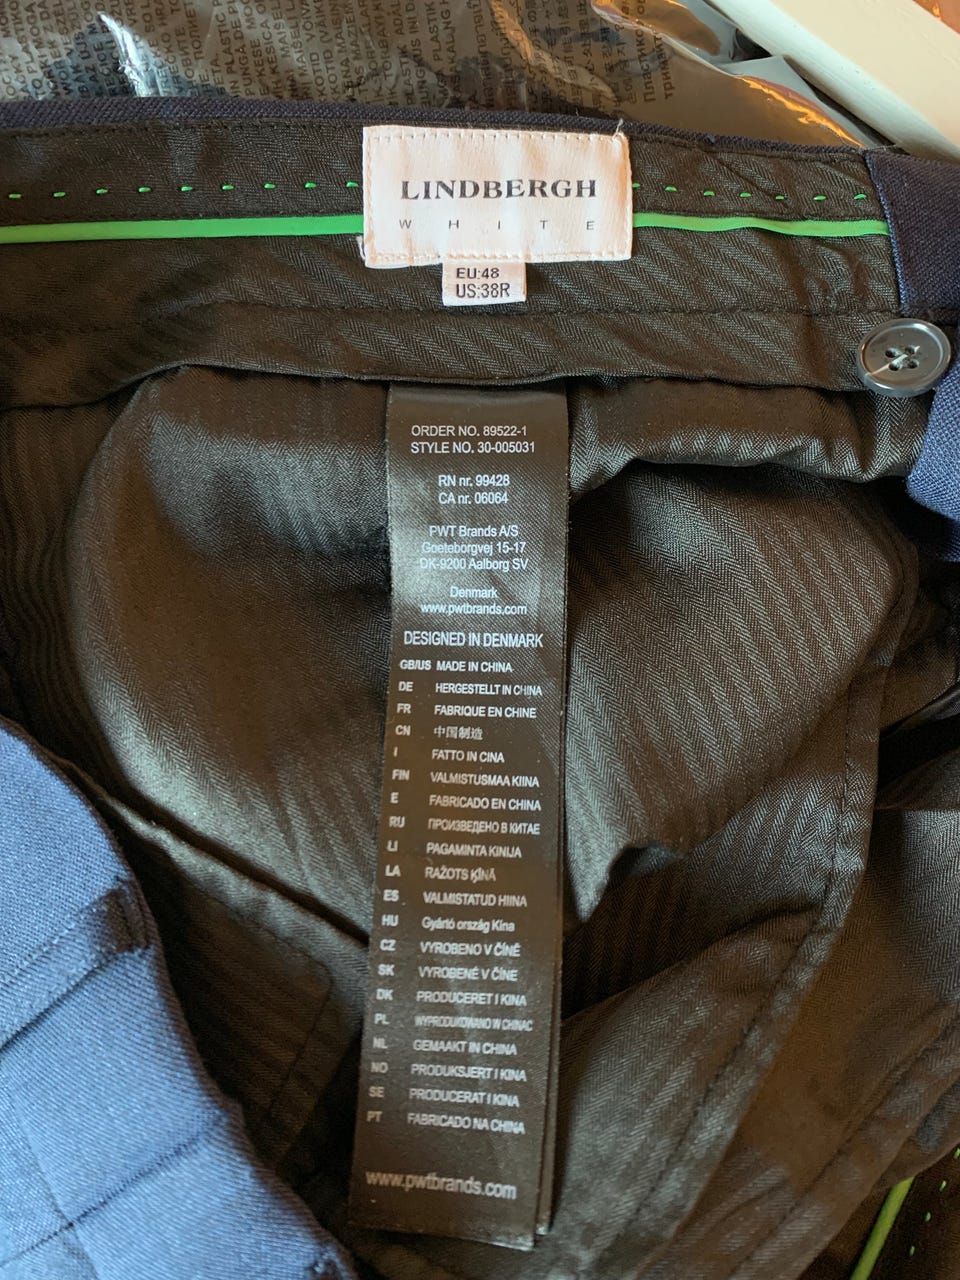 LINDBERGH
WHITE
EU:48
US:38R
ORDER NO. 89522-1
STYLE NO. 30-005031
RN nr. 99428
CA nr. 06064
PWT Brands A/S
Goeteborgvej 15-17
DK-9200 Aalborg SV
Denmark
www.pwtbrands.com
DESIGNED IN DENMARK
GB/US MADE IN CHINA
DE HERGESTELLT IN CHINA
FR FABRIQUE EN CHINE
CN 中国制造
I FATTO IN CINA
FIN VALMISTUSMAA KIINA
E FABRICADO EN CHINA
RU ПРОИЗВЕДЕНО В КИТАЕ
LI PAGAMINTA KINIJA
LA RAŽOTS ĶĪNĀ
ES VALMISTATUD HIINA
HU Gyártó ország Kína
CZ VYROBENO V ČÍNĚ
SK VYROBENÉ V ČÍNE
DK PRODUCERET I KINA
PL WYPRODUKOWANO W CHINAC
NL GEMAAKT IN CHINA
NO PRODUKSJERT I KINA
SE PRODUCERAT I KINA
PT FABRICADO NA CHINA
www.pwtbrands.com